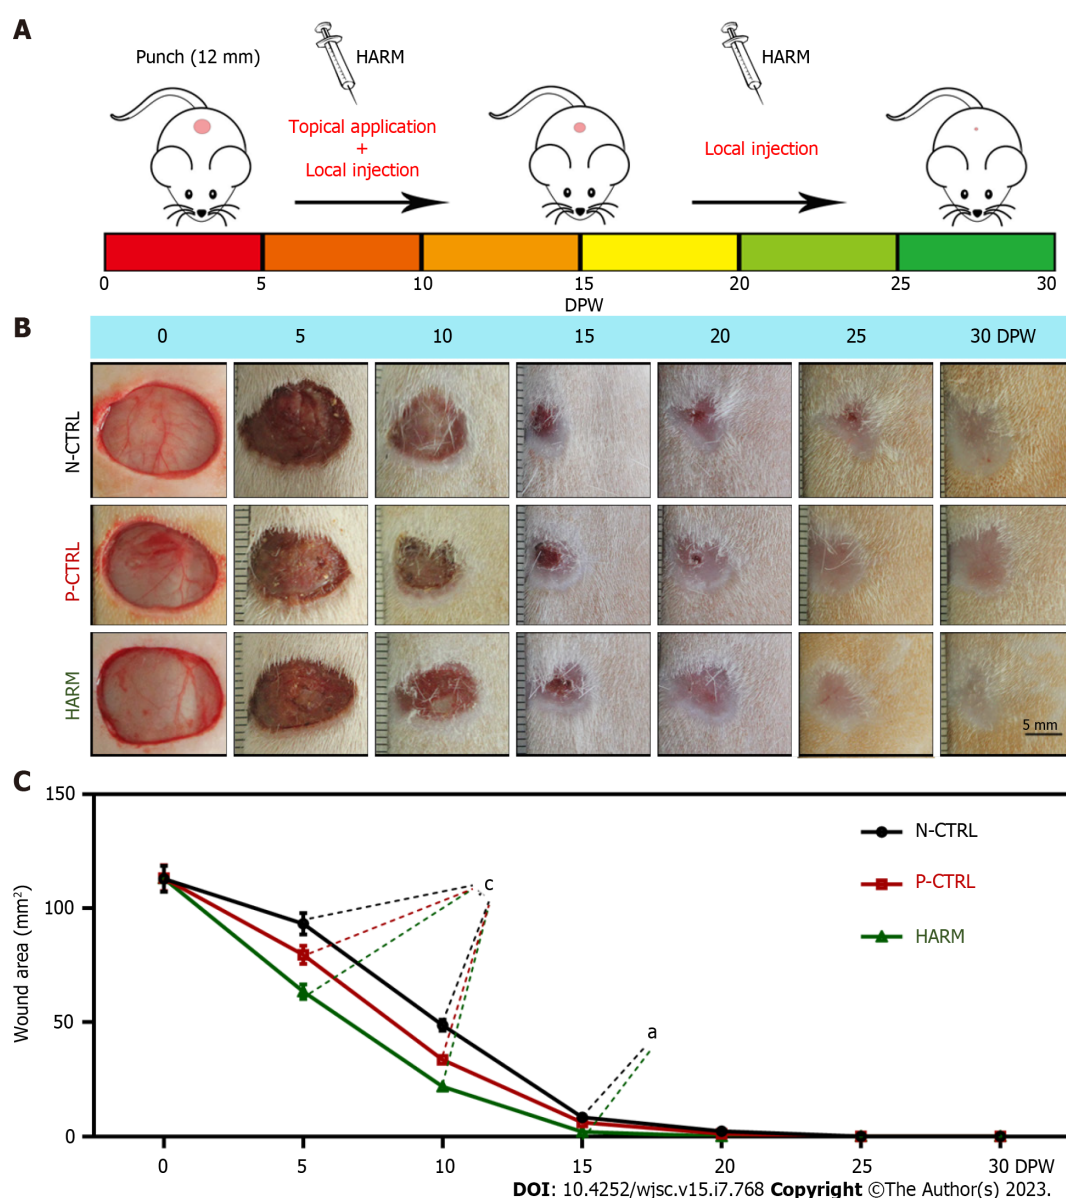 A
Punch (12 mm)
HARM
HARM
Topical application
+
Local injection
Local injection
0 5 10 15 20 25 30
DPW
B
0 5 10 15 20 25 30 DPW
N-CTRL
P-CTRL
HARM
5 mm
C
150
100
50
0
Wound area (mm²)
c
a
N-CTRL
P-CTRL
HARM
0 5 10 15 20 25 30 DPW
DOI: 10.4252/wjsc.v15.i7.768 Copyright ©The Author(s) 2023.